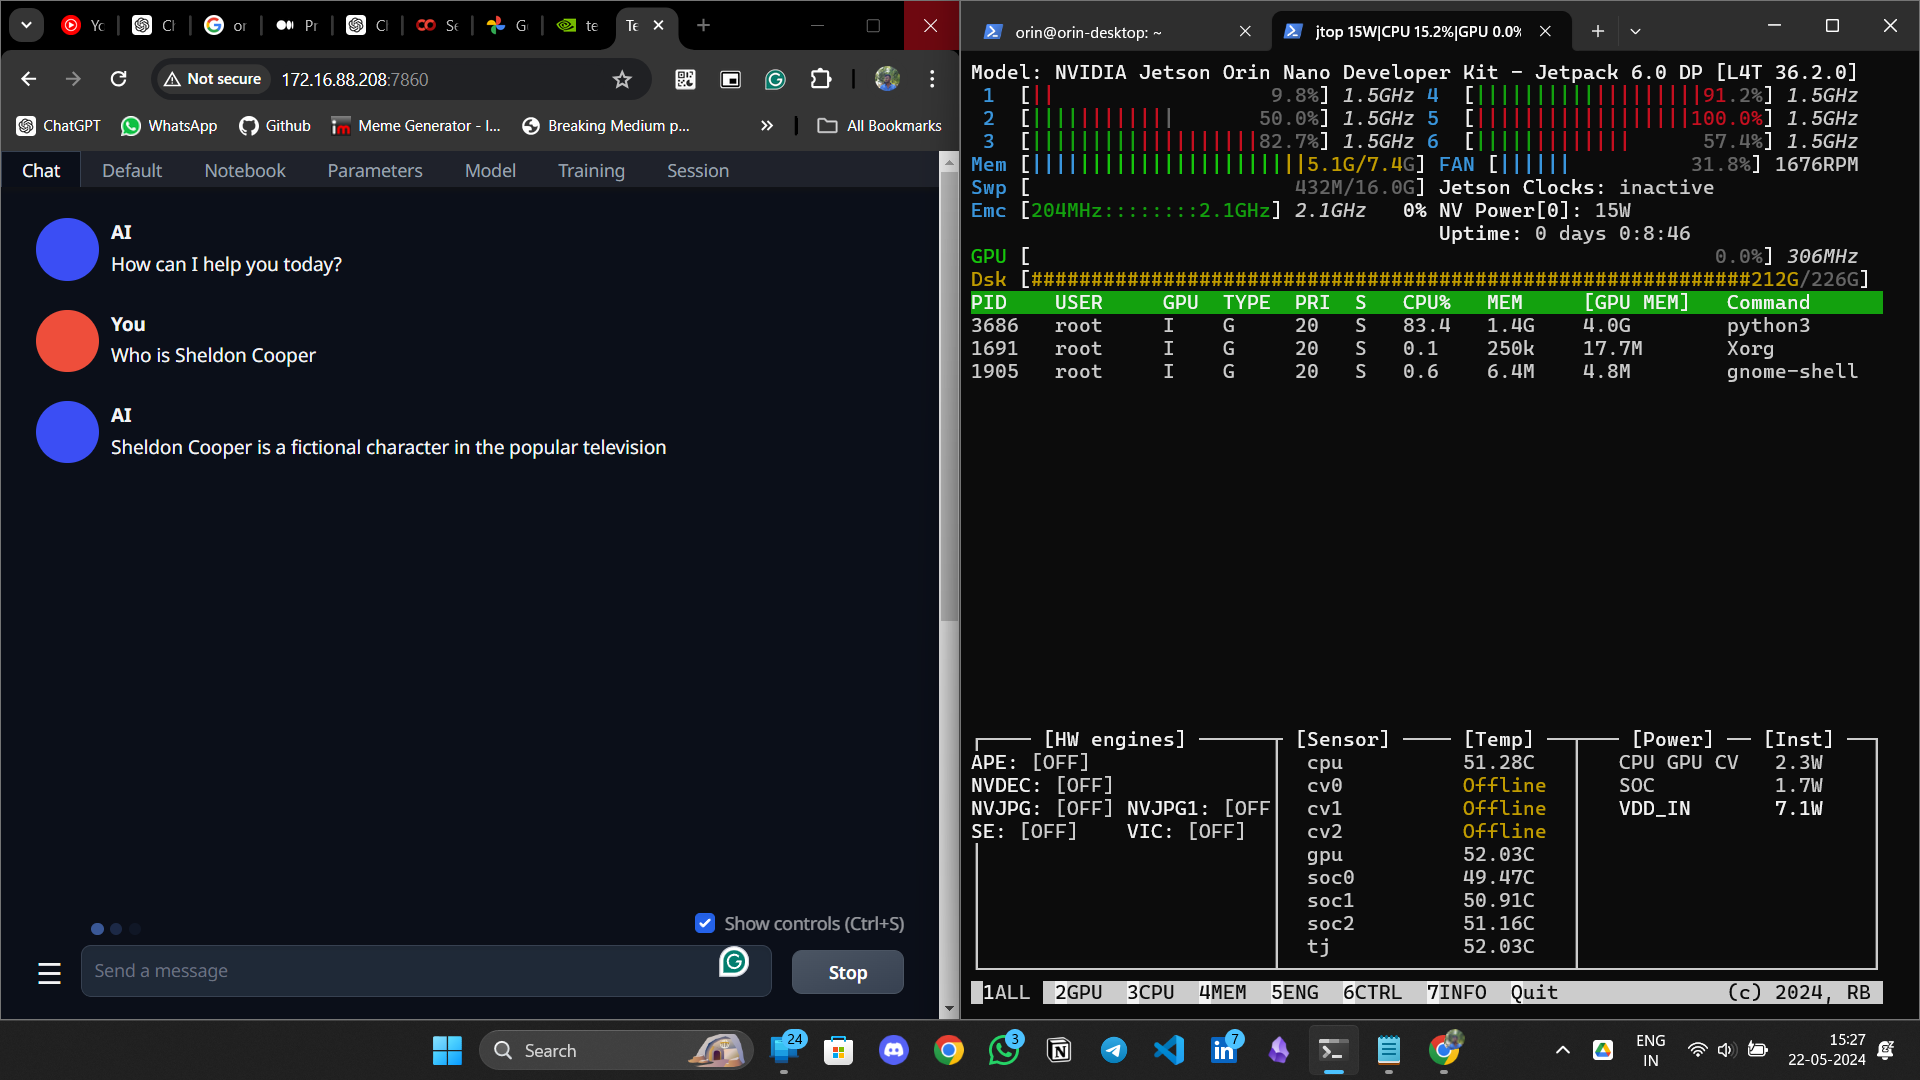 Yc
Cl
or
Pr
Cl
Se
G
te
Te
Not secure
172.16.88.208:7860
ChatGPT
WhatsApp
Github
Meme Generator - I...
Breaking Medium p...
All Bookmarks
Chat Default Notebook Parameters Model Training Session
AI
How can I help you today?
You
Who is Sheldon Cooper
AI
Sheldon Cooper is a fictional character in the popular television
Show controls (Ctrl+S)
Send a message
Stop
orin@orin-desktop: ~
jtop 15W|CPU 15.2%|GPU 0.0%
Model: NVIDIA Jetson Orin Nano Developer Kit - Jetpack 6.0 DP [L4T 36.2.0]
1 [|| 9.8%] 1.5GHz 4 [||||||||||||||||||91.2%] 1.5GHz
2 [|||||||||||| 50.0%] 1.5GHz 5 [||||||||||||||||||100.0%] 1.5GHz
3 [|||||||||||||||||||82.7%] 1.5GHz 6 [||||||||||||| 57.4%] 1.5GHz
Mem [|||||||||||||||||||||||5.1G/7.4G] FAN [|||||| 31.8%] 1676RPM
Swp [ 432M/16.0G] Jetson Clocks: inactive
Emc [204MHz::::::::2.1GHz] 2.1GHz 0% NV Power[0]: 15W
Uptime: 0 days 0:8:46
GPU [ 0.0%] 306MHz
Dsk [############################################################212G/226G]
PID USER GPU TYPE PRI S CPU% MEM [GPU MEM] Command
3686 root I G 20 S 83.4 1.4G 4.0G python3
1691 root I G 20 S 0.1 250k 17.7M Xorg
1905 root I G 20 S 0.6 6.4M 4.8M gnome-shell
[HW engines] [Sensor] [Temp] [Power] [Inst]
APE: [OFF] cpu 51.28C CPU GPU CV 2.3W
NVDEC: [OFF] cv0 Offline SOC 1.7W
NVJPG: [OFF] NVJPG1: [OFF cv1 Offline VDD_IN 7.1W
SE: [OFF] VIC: [OFF] cv2 Offline
gpu 52.03C
soc0 49.47C
soc1 50.91C
soc2 51.16C
tj 52.03C
1ALL 2GPU 3CPU 4MEM 5ENG 6CTRL 7INFO Quit (c) 2024, RB
Search
24
3
7
ENG
IN
15:27
22-05-2024